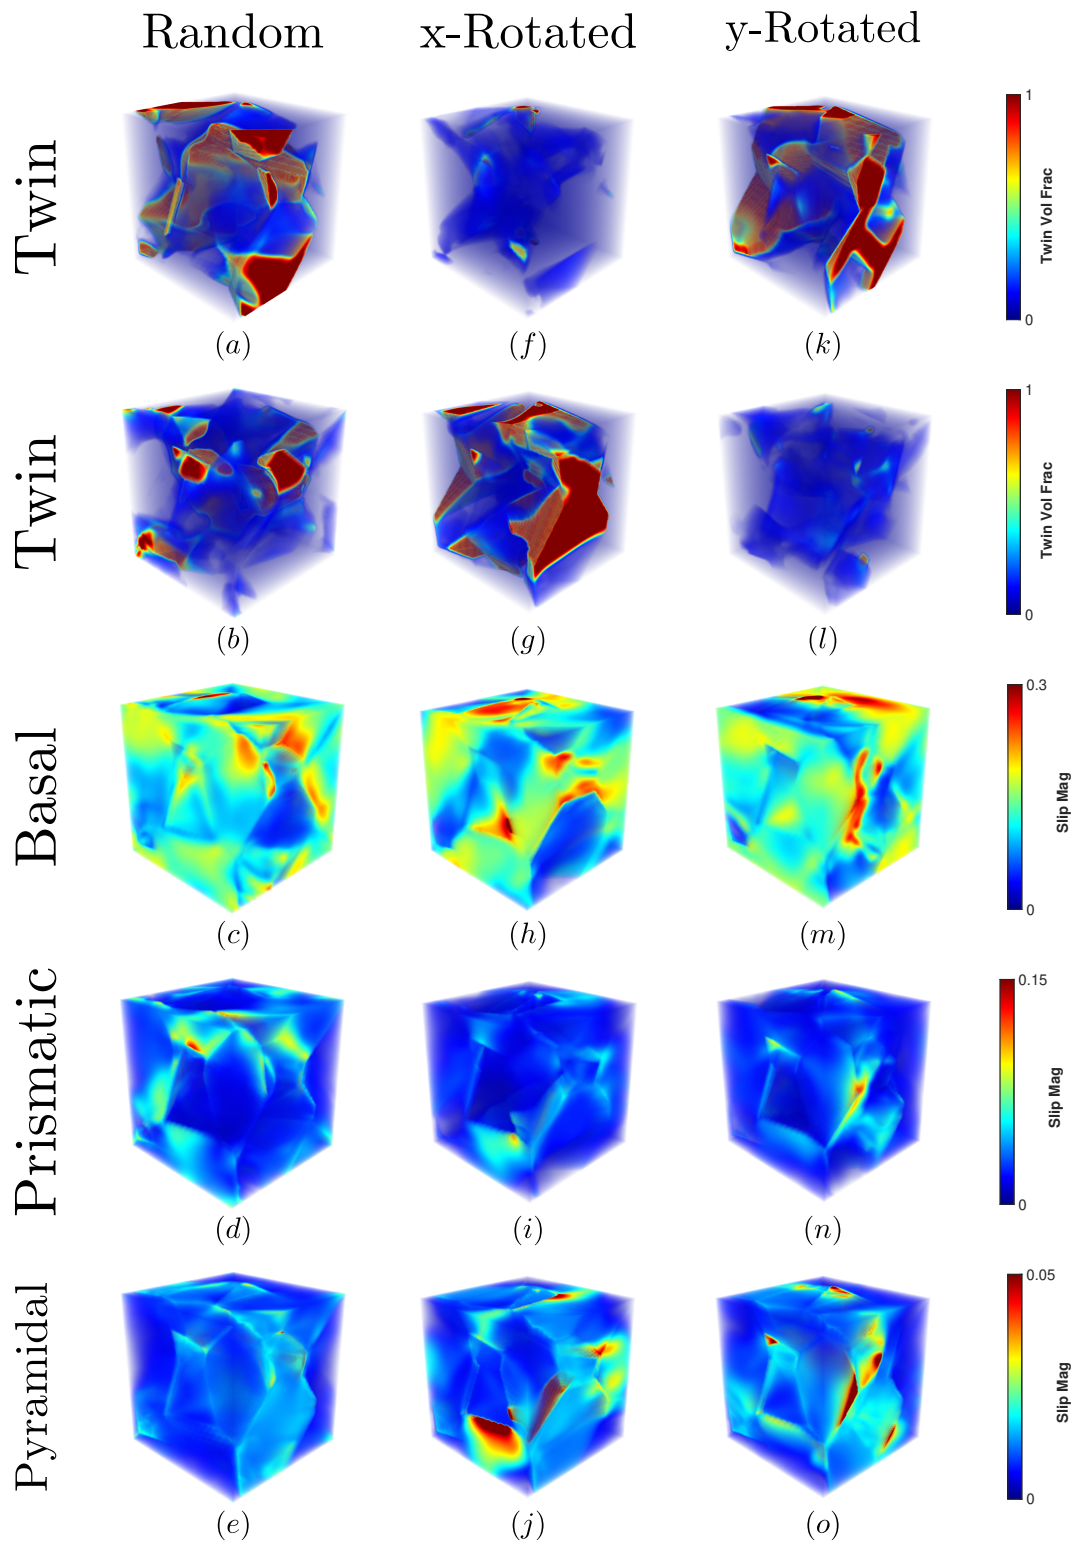 Random x-Rotated y-Rotated
Twin
1
Twin Vol Frac
0
(a) (f) (k)
Twin
1
Twin Vol Frac
0
(b) (g) (l)
Basal
0.3
Slip Mag
0
(c) (h) (m)
Prismatic
0.15
Slip Mag
0
(d) (i) (n)
Pyramidal
0.05
Slip Mag
0
(e) (j) (o)